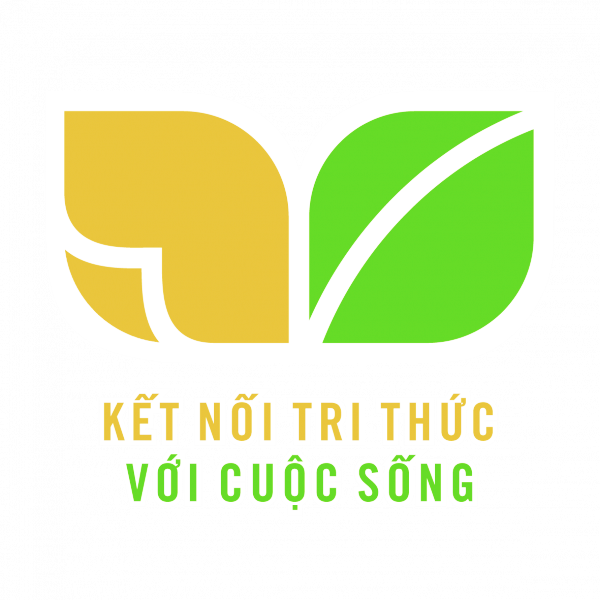 KẾT NỐI TRI THỨC
VỚI CUỘC SỐNG